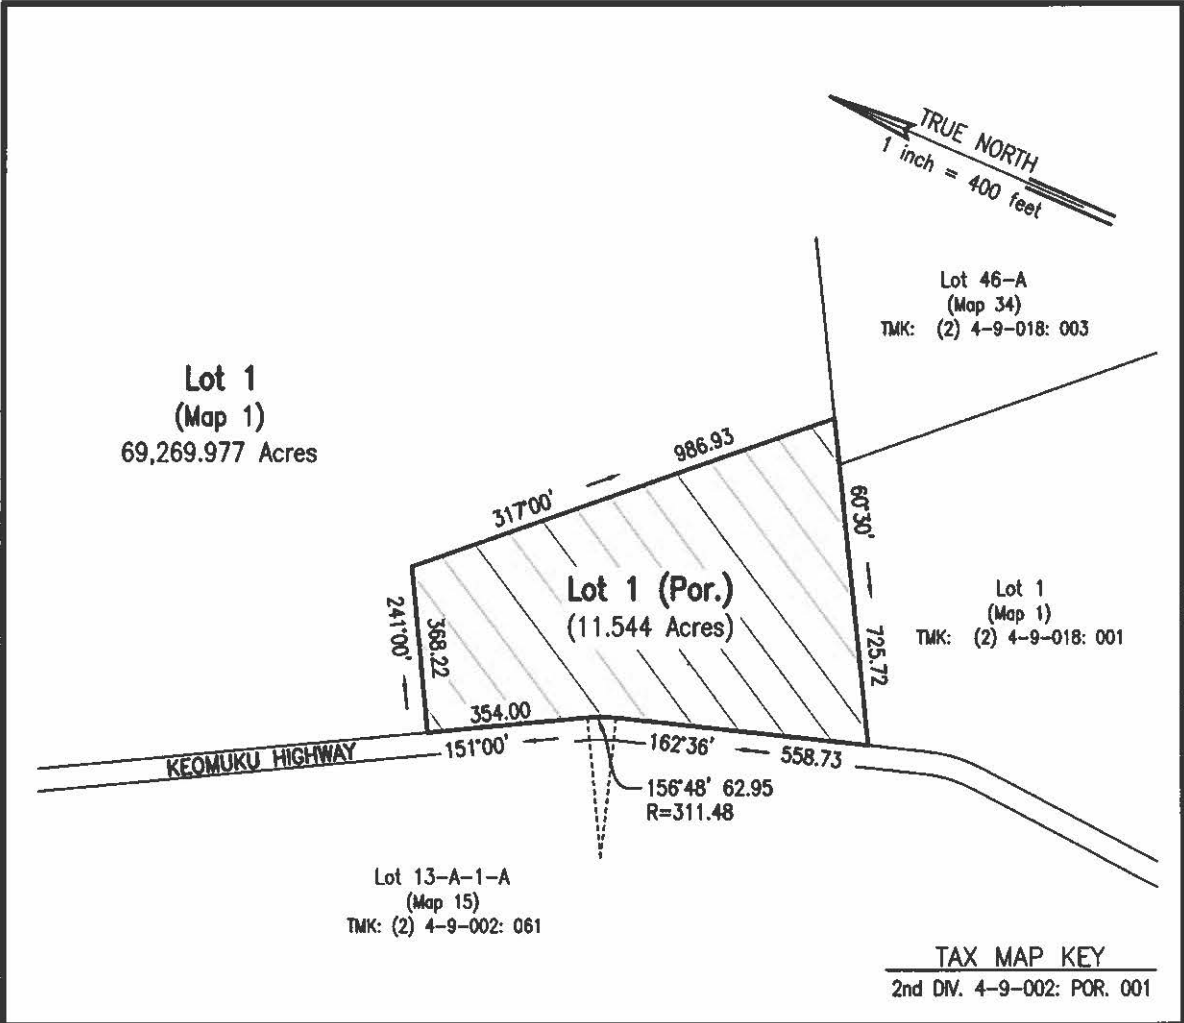 TRUE NORTH
1 inch = 400 feet
Lot 46-A
(Map 34)
TMK: (2) 4-9-018: 003
Lot 1
(Map 1)
69,269.977 Acres
986.93
317°00'
60°30'
Lot 1 (Por.)
(11.544 Acres)
Lot 1
(Map 1)
TMK: (2) 4-9-018: 001
241°00'
368.22
725.72
354.00
KEOMUKU HIGHWAY
151°00'
162°36'
558.73
156°48' 62.95
R=311.48
Lot 13-A-1-A
(Map 15)
TMK: (2) 4-9-002: 061
TAX MAP KEY
2nd DIV. 4-9-002: POR. 001